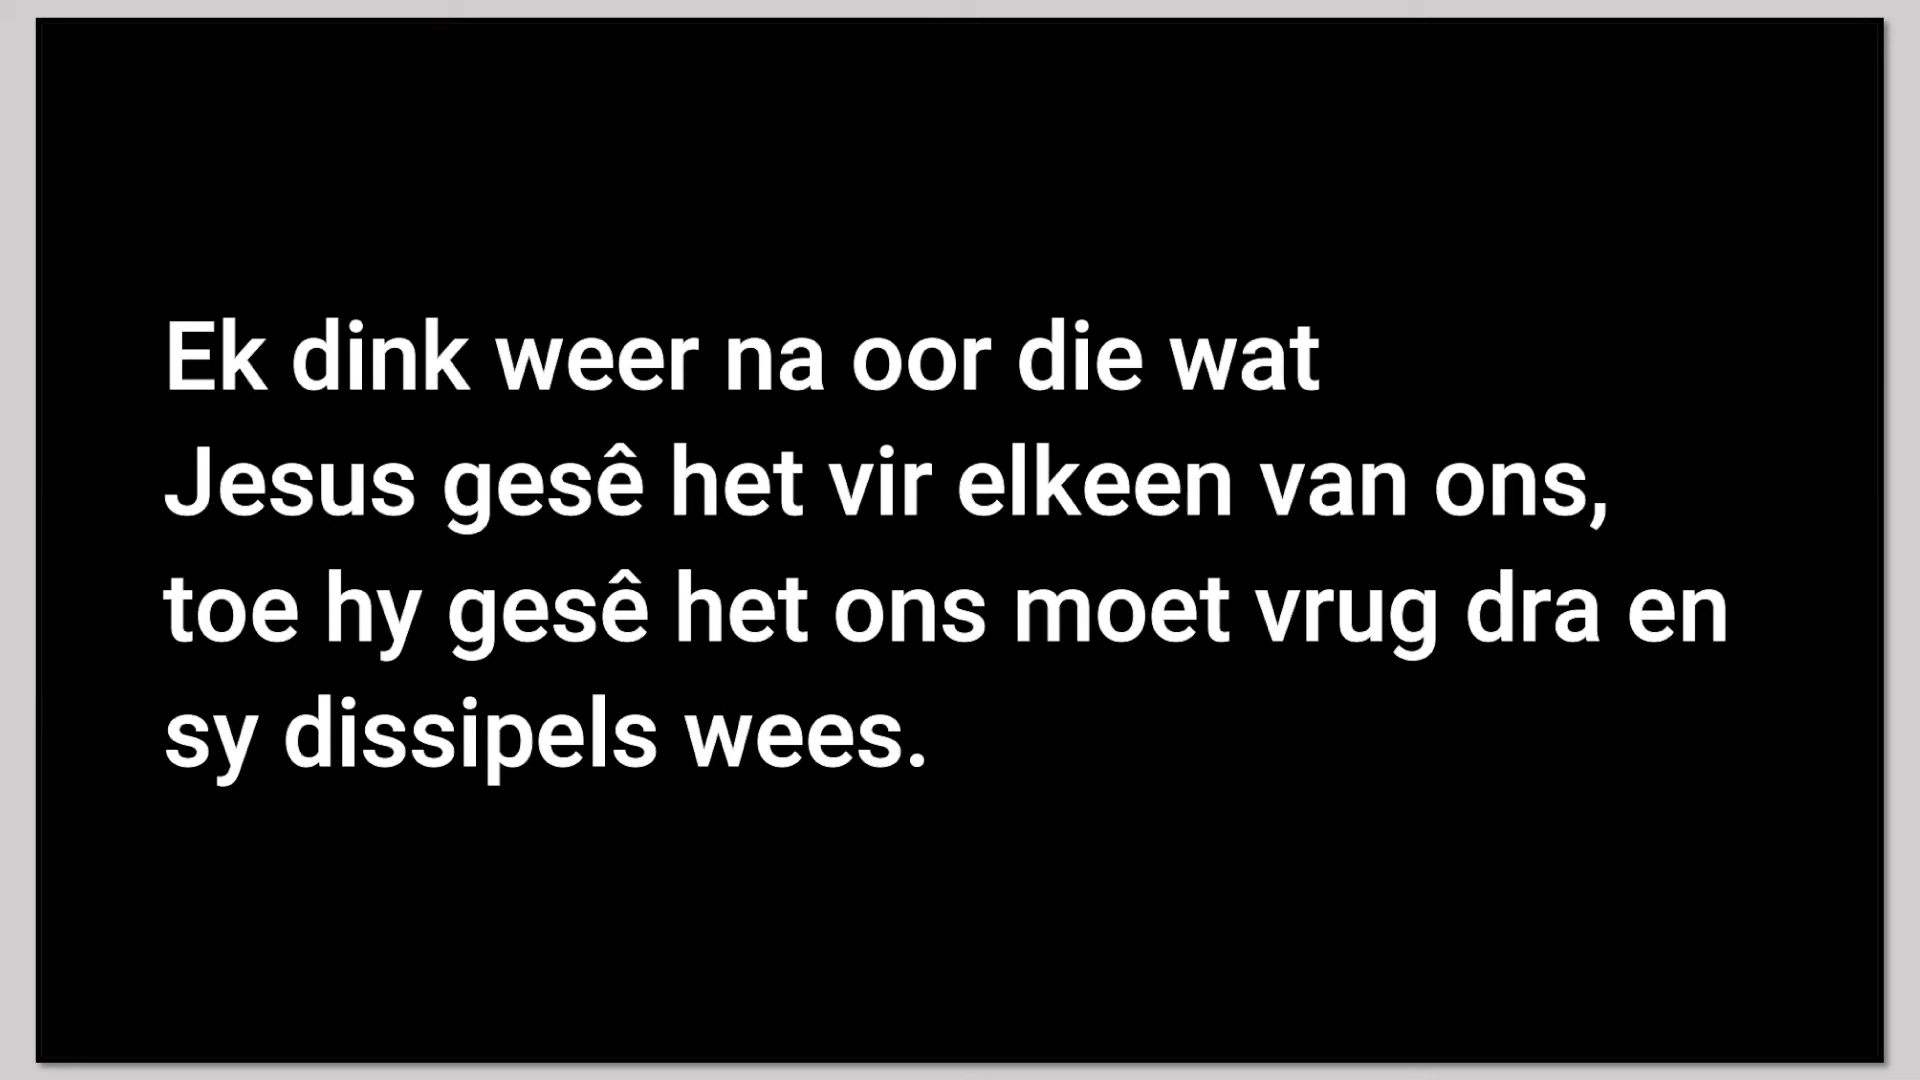 Ek dink weer na oor die wat
Jesus gesê het vir elkeen van ons,
toe hy gesê het ons moet vrug dra en
sy dissipels wees.